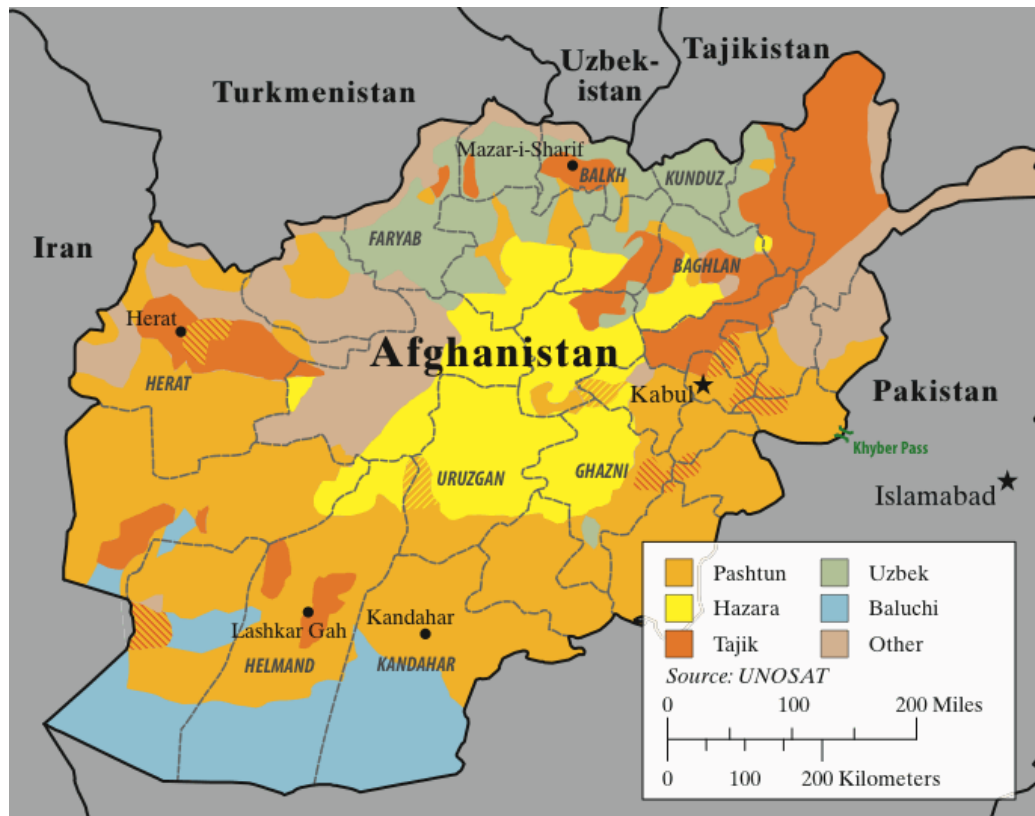 Tajikistan
Uzbek-
istan
Turkmenistan
Mazar-i-Sharif
BALKH
KUNDUZ
FARYAB
Iran
BAGHLAN
Herat
Afghanistan
HERAT
Kabul
Pakistan
Khyber Pass
URUZGAN
GHAZNI
Islamabad
Lashkar Gah
Kandahar
HELMAND
KANDAHAR
Pashtun
Uzbek
Hazara
Baluchi
Tajik
Other
Source: UNOSAT
0 100 200 Miles
0 100 200 Kilometers